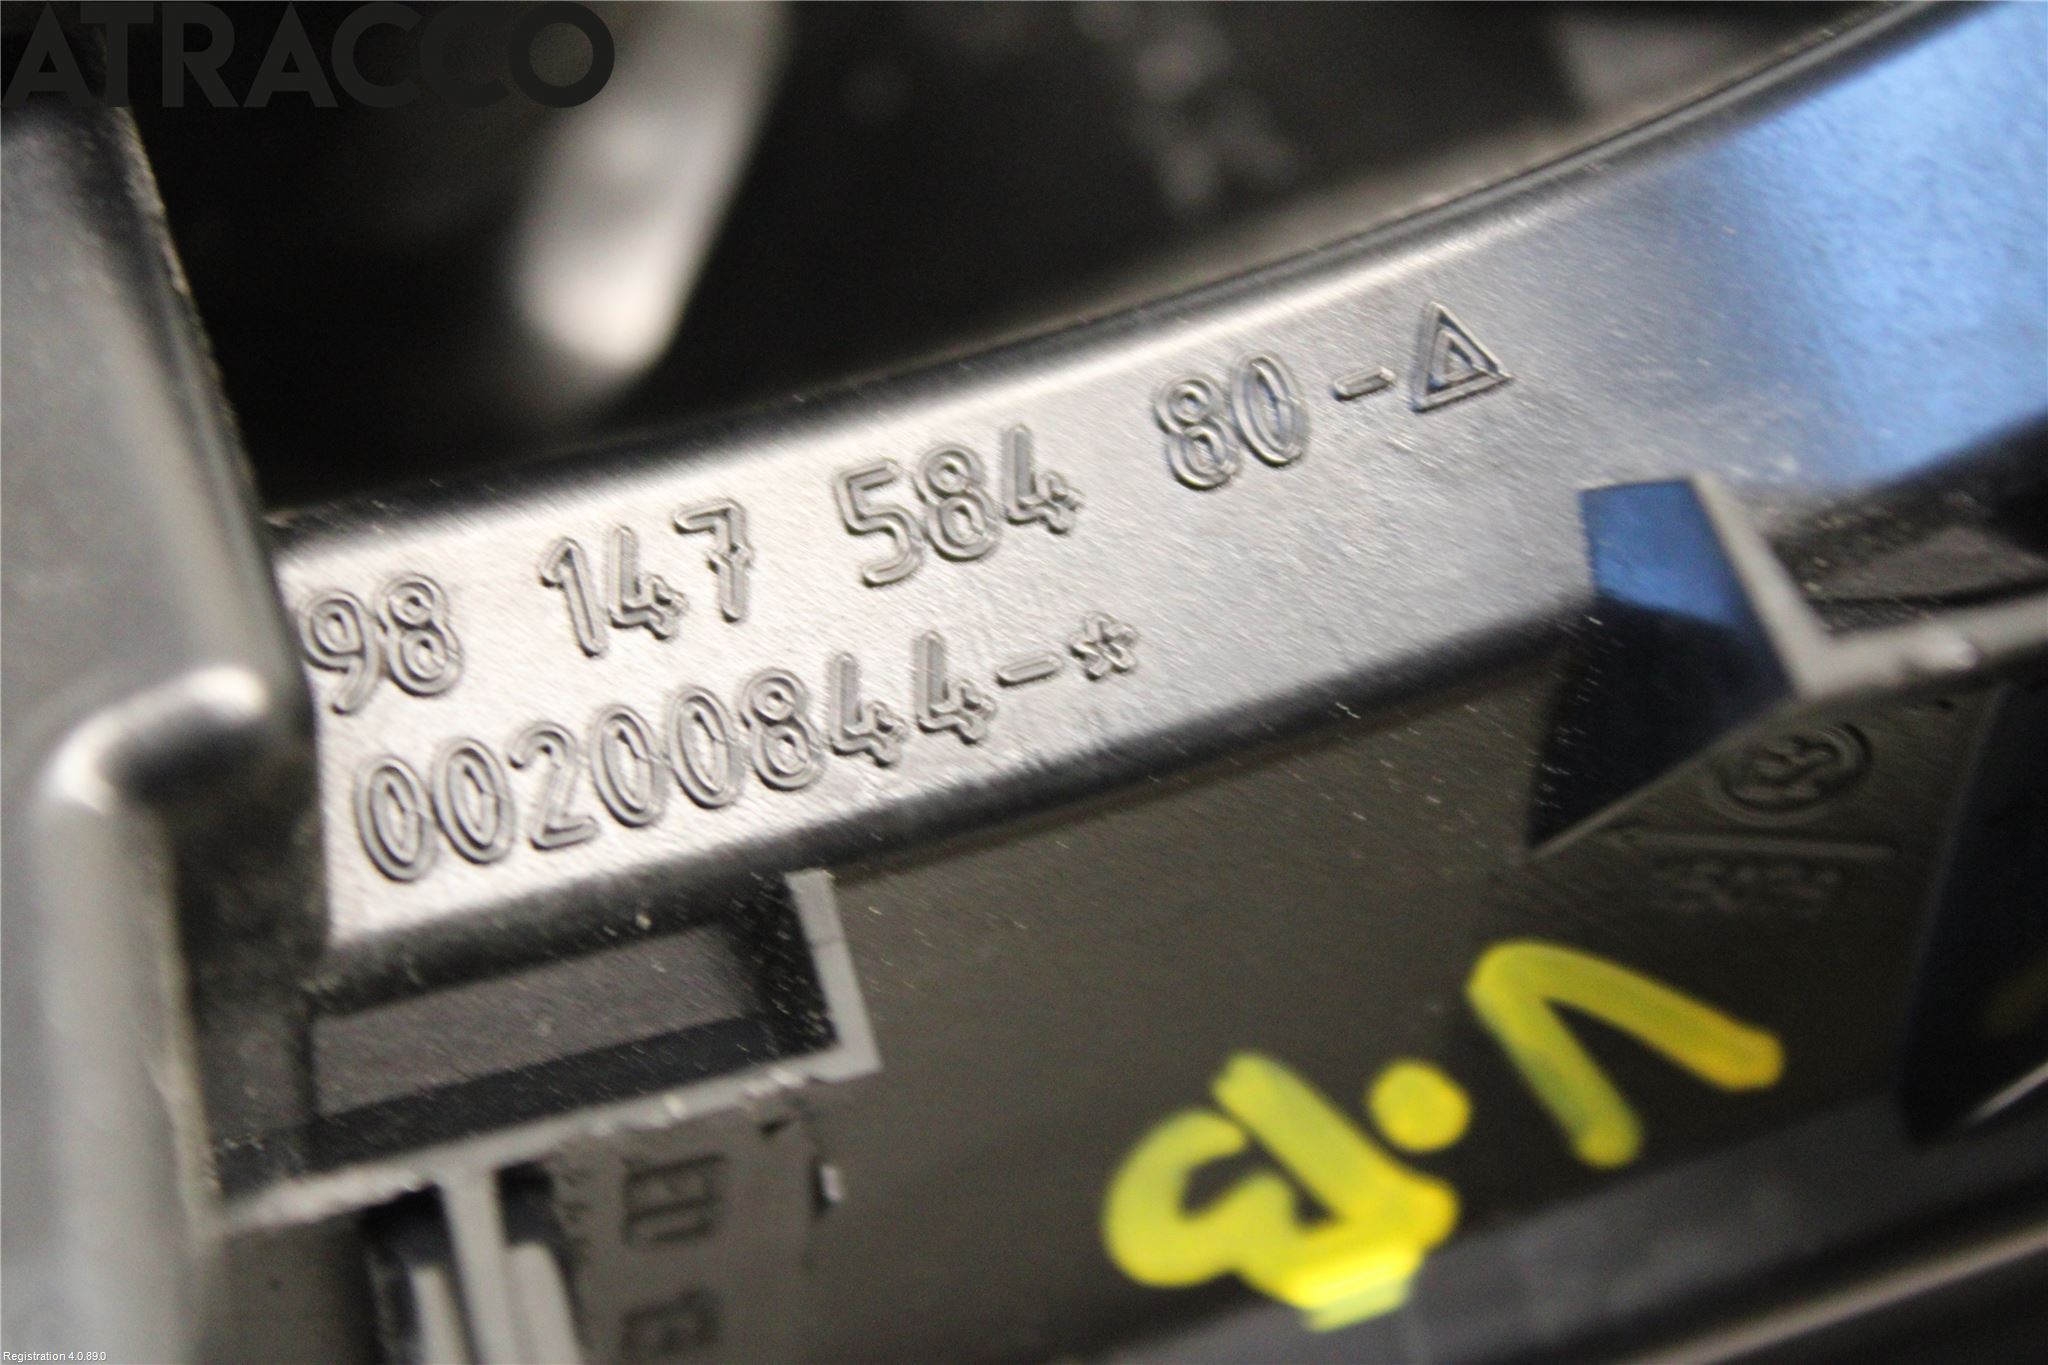 ATRACCO
98 147 584 80-△
00200844-*
Registration 4.0.89.0